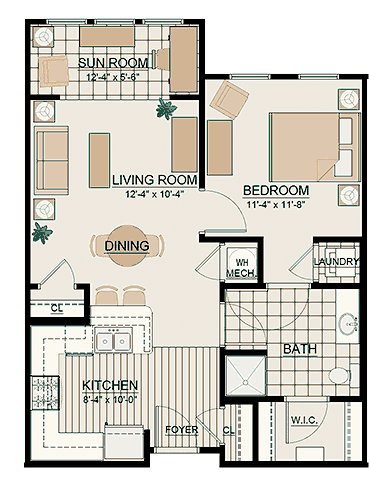 SUN ROOM
12'-4" x 5'-6"
LIVING ROOM
12'-4" x 10'-4"
BEDROOM
11'-4" x 11'-8"
DINING
WH
MECH.
LAUNDRY
CL
BATH
KITCHEN
8'-4" x 10'-0"
FOYER
CL
W.I.C.